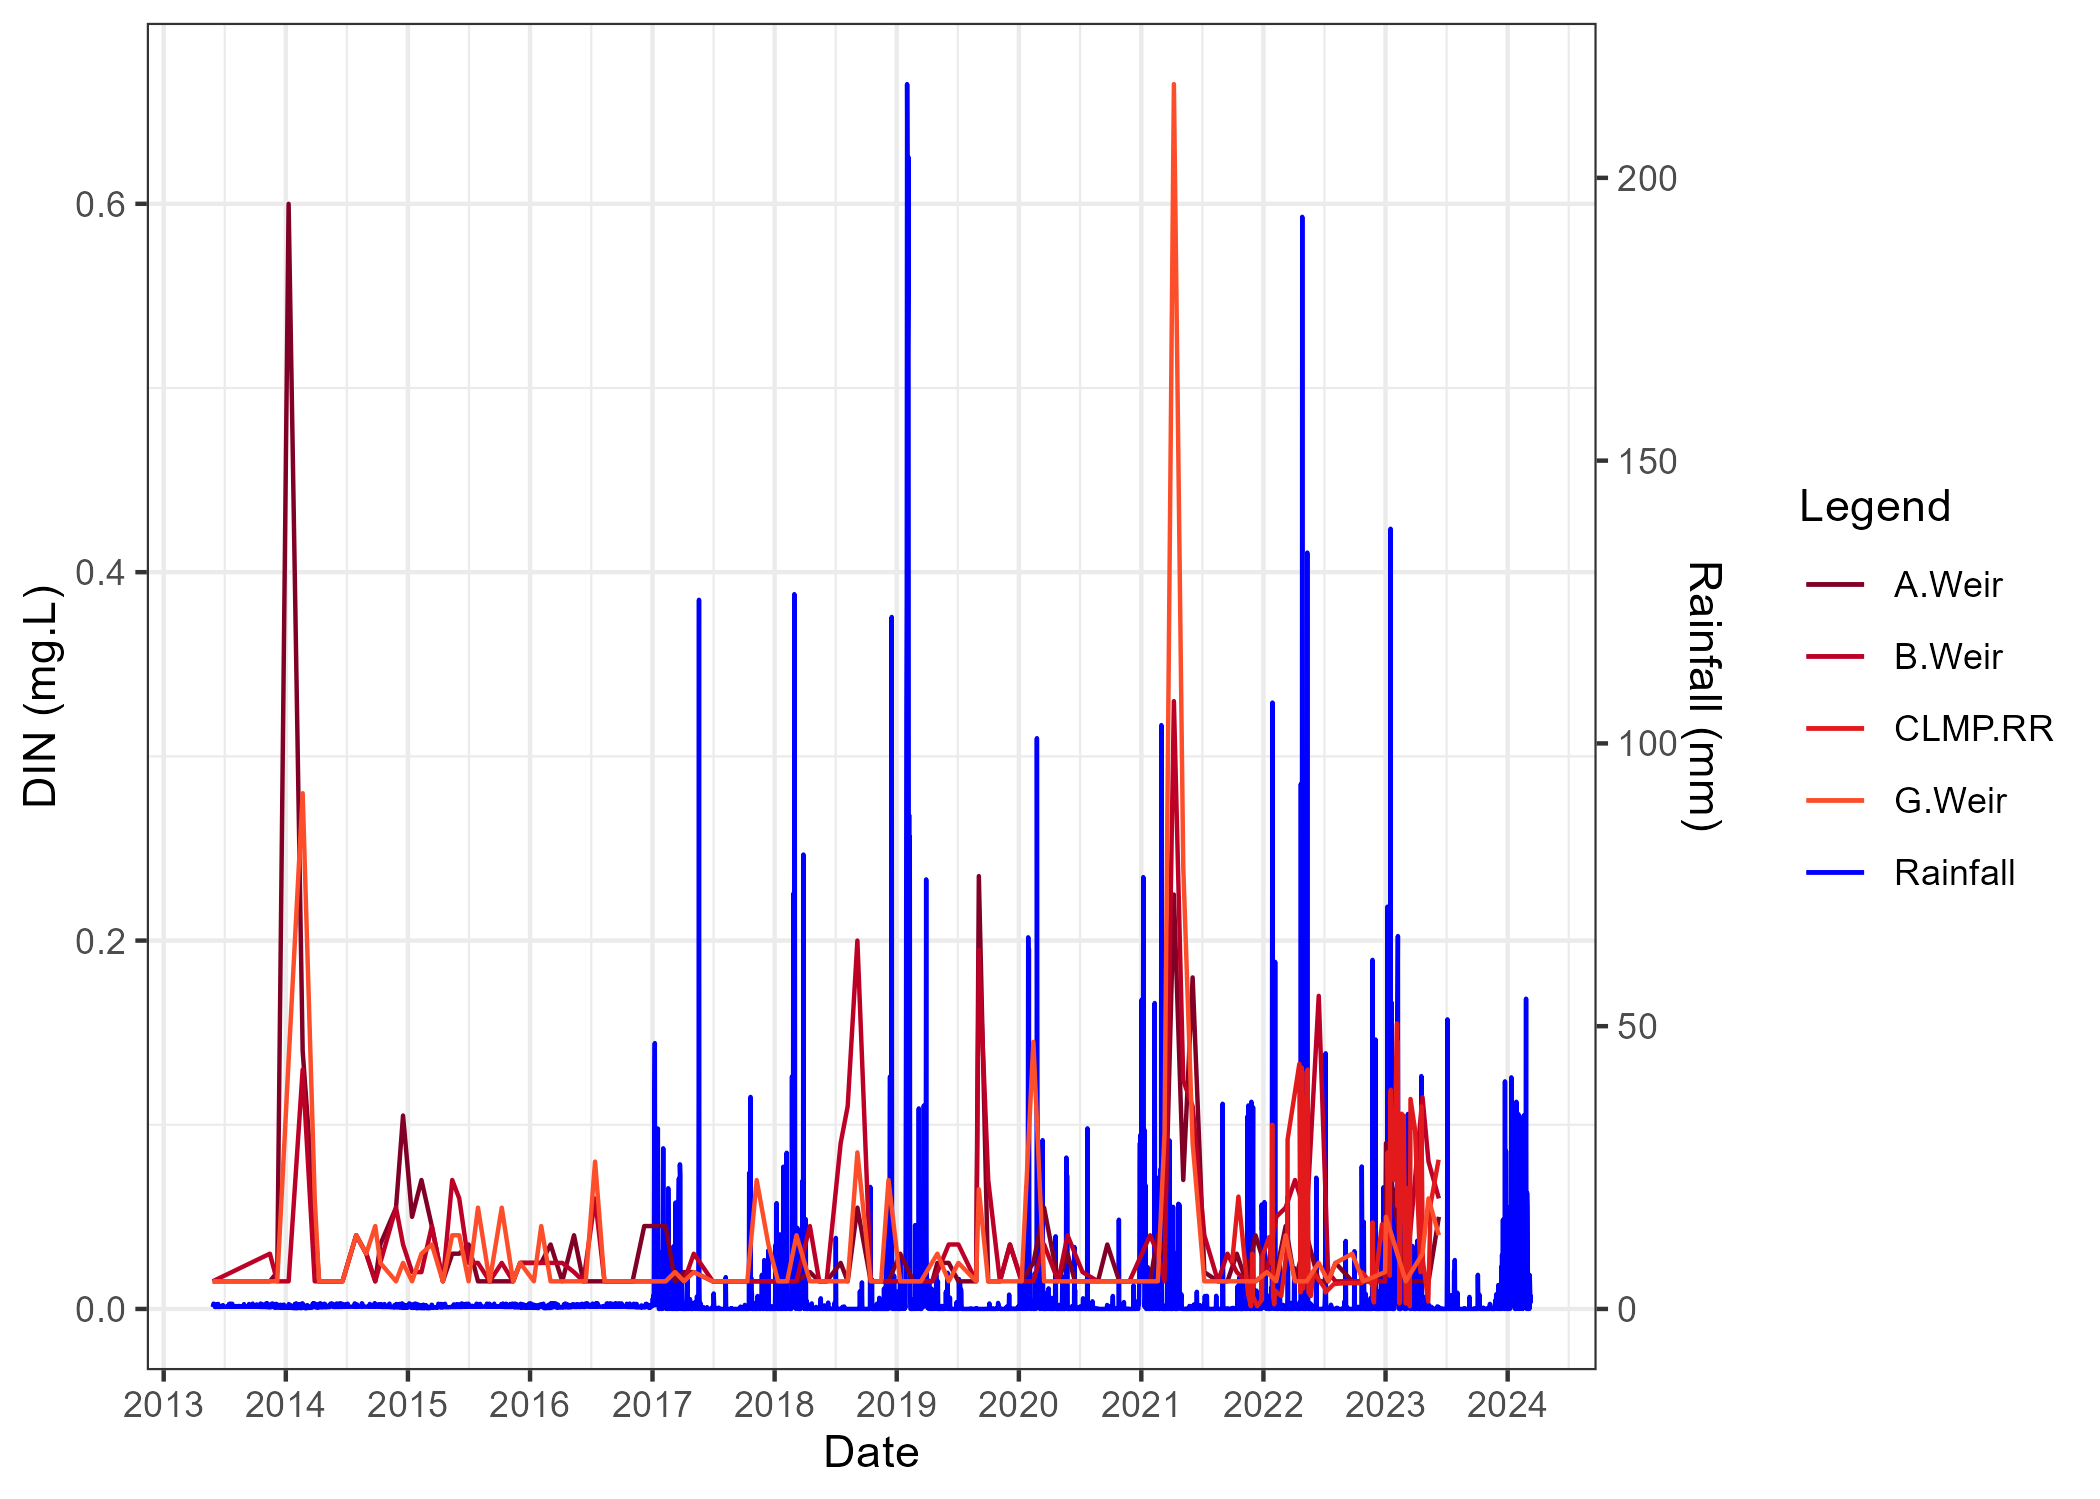 0.6
0.4
0.2
0.0
DIN (mg.L)
200
150
100
50
0
Rainfall (mm)
2013 2014 2015 2016 2017 2018 2019 2020 2021 2022 2023 2024
Date
Legend
A.Weir
B.Weir
CLMP.RR
G.Weir
Rainfall